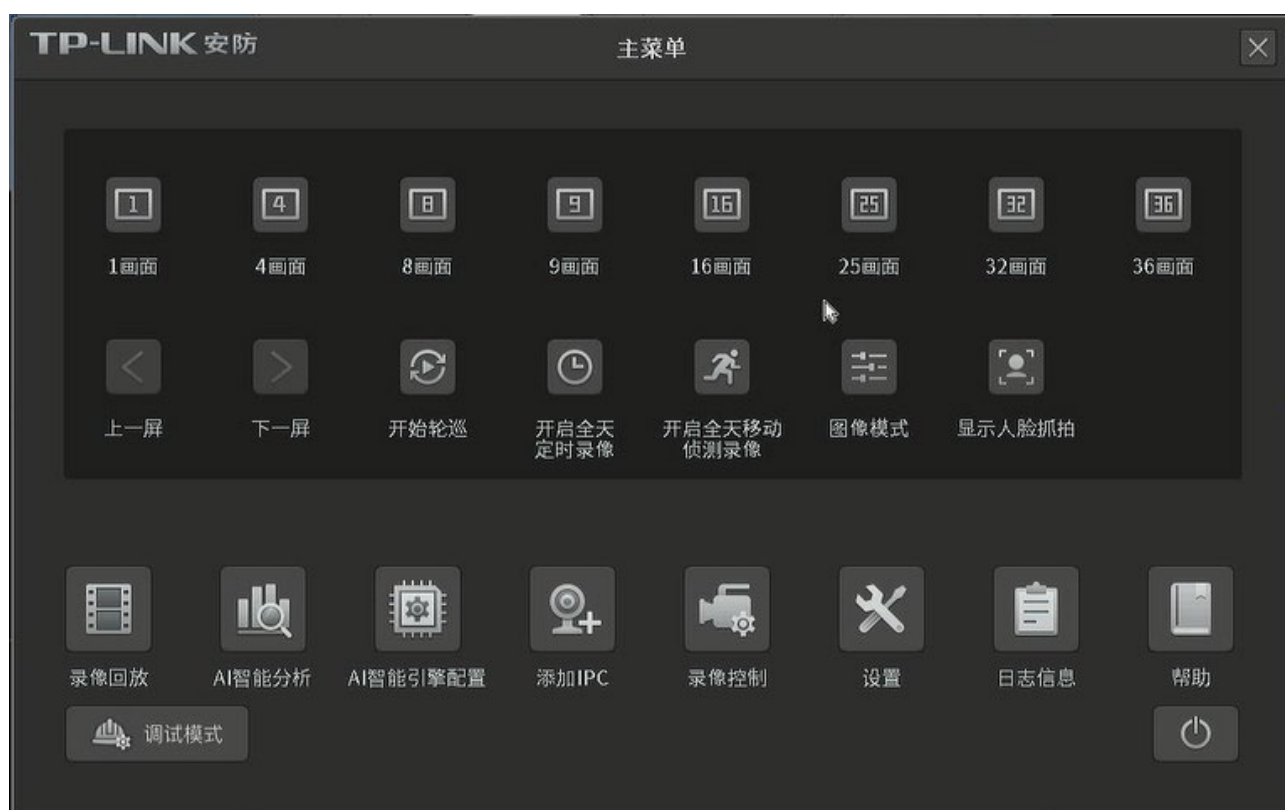 TP-LINK 安防
主菜单
1 4 8 9 16 25 32 36
1画面 4画面 8画面 9画面 16画面 25画面 32画面 36画面
上一屏 下一屏 开始轮巡 开启全天 开启全天移动 图像模式 显示人脸抓拍
定时录像 侦测录像
录像回放 AI智能分析 AI智能引擎配置 添加IPC 录像控制 设置 日志信息 帮助
调试模式